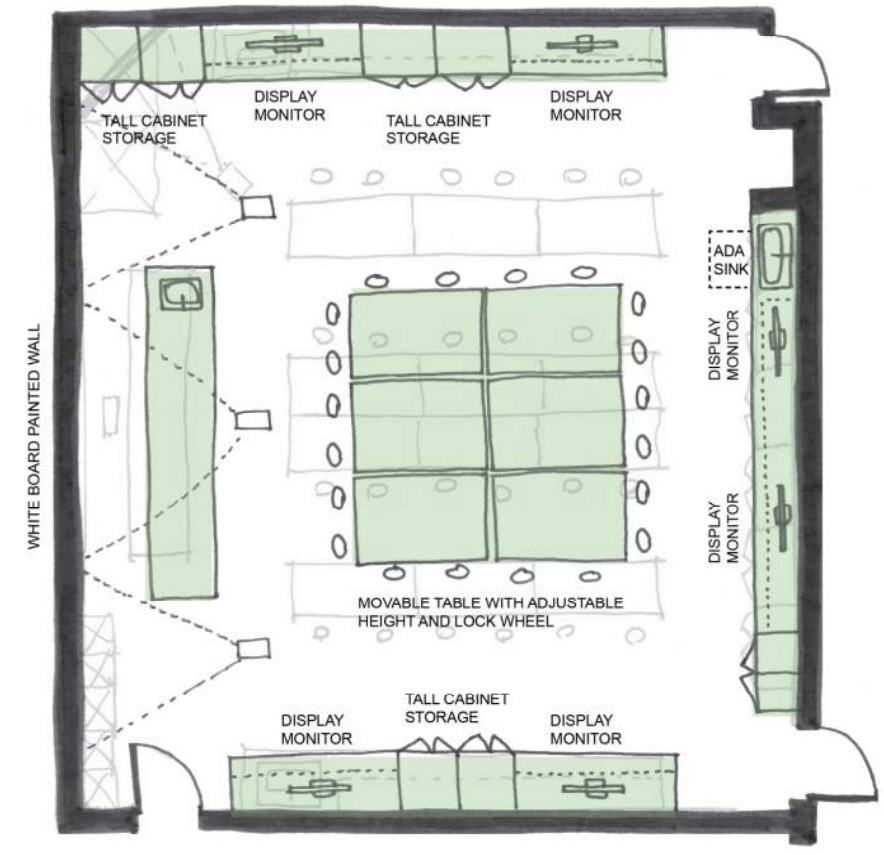 DISPLAY
MONITOR
DISPLAY
MONITOR
TALL CABINET
STORAGE
TALL CABINET
STORAGE
ADA
SINK
DISPLAY
MONITOR
WHITE BOARD PAINTED WALL
DISPLAY
MONITOR
MOVABLE TABLE WITH ADJUSTABLE
HEIGHT AND LOCK WHEEL
TALL CABINET
STORAGE
DISPLAY
MONITOR
DISPLAY
MONITOR